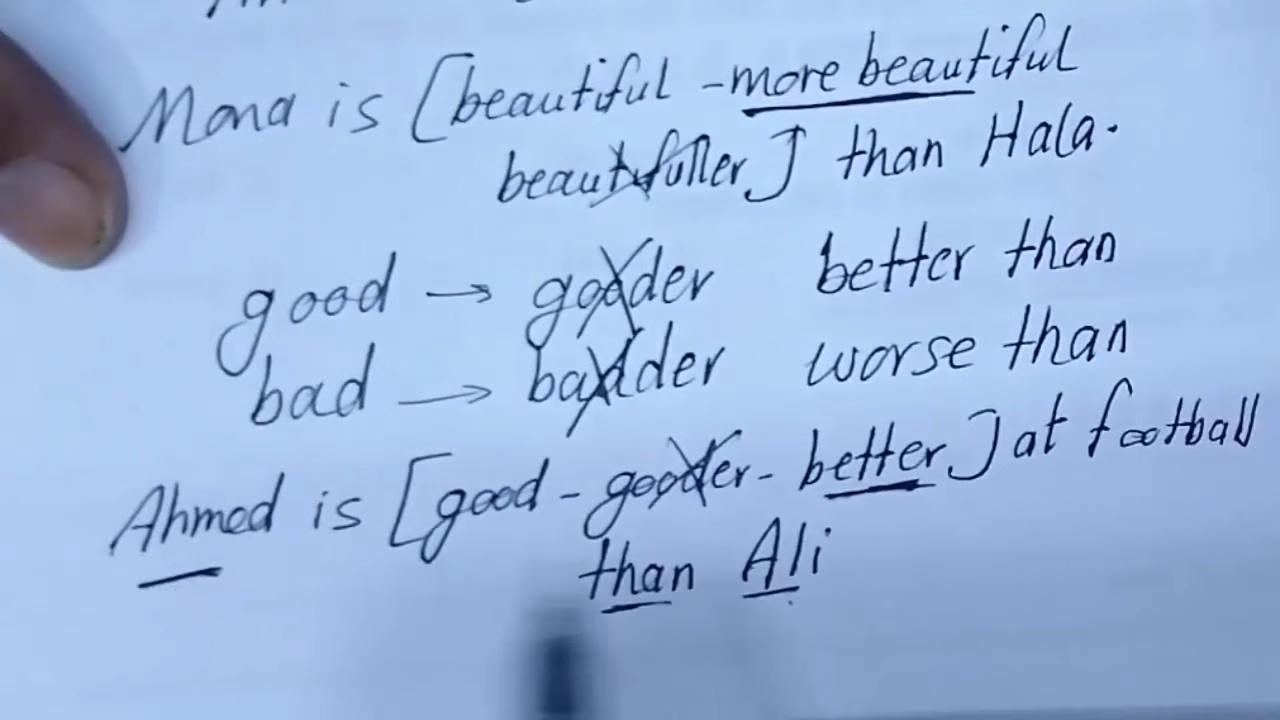 Mona is [beautiful - more beautiful
beautifuller] than Hala.
good → gooder better than
bad → badder worse than
Ahmed is [good - gooder - better] at football
than Ali